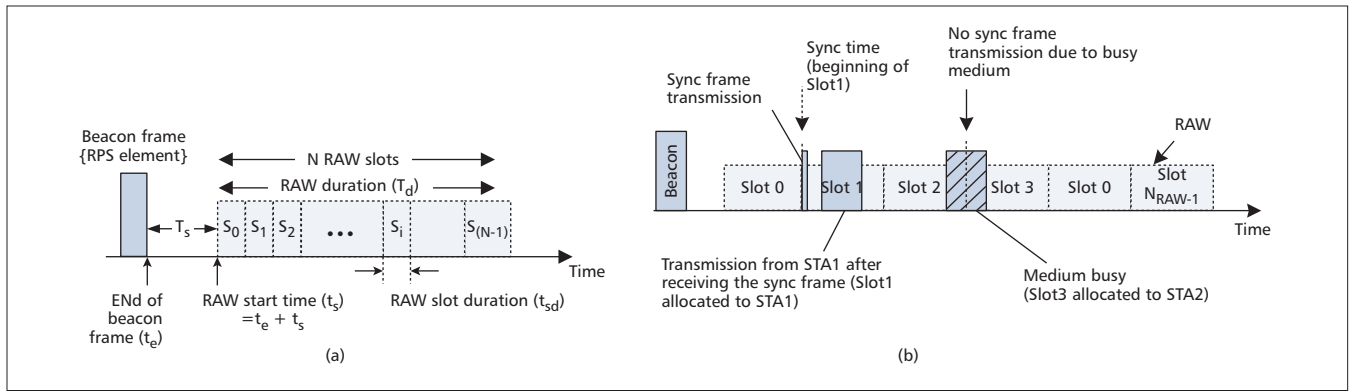 Beacon frame
{RPS element}
N RAW slots
RAW duration (Td)
Ts
S0
S1
S2
•••
Si
S(N-1)
Time
ENd of
beacon
frame (te)
RAW start time (ts)
=te + ts
RAW slot duration (tsd)
(a)
Sync frame
transmission
Sync time
(beginning of
Slot1)
No sync frame
transmission due to busy
medium
RAW
Beacon
Slot 0
Slot 1
Slot 2
Slot 3
Slot 0
Slot
NRAW-1
Time
Transmission from STA1 after
receiving the sync frame (Slot1
allocated to STA1)
Medium busy
(Slot3 allocated to STA2)
(b)